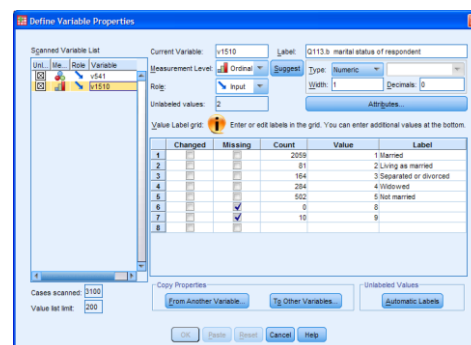 Define Variable Properties
Scanned Variable List
Unl... Me... Role Variable
v541
v1510
Cases scanned: 3100
Value list limit: 200
Current Variable: v1510 Label: Q113.b marital status of respondent
Measurement Level: Ordinal Suggest Type: Numeric
Role: Input Width: 1 Decimals: 0
Unlabeled values: 2 Attributes...
Value Label grid: Enter or edit labels in the grid. You can enter additional values at the bottom.
Changed Missing Count Value Label
1 2059 1 Married
2 81 2 Living as married
3 164 3 Separated or divorced
4 284 4 Widowed
5 502 5 Not married
6 0 8
7 10 9
8
Copy Properties Unlabeled Values
From Another Variable... To Other Variables... Automatic Labels
OK Paste Reset Cancel Help